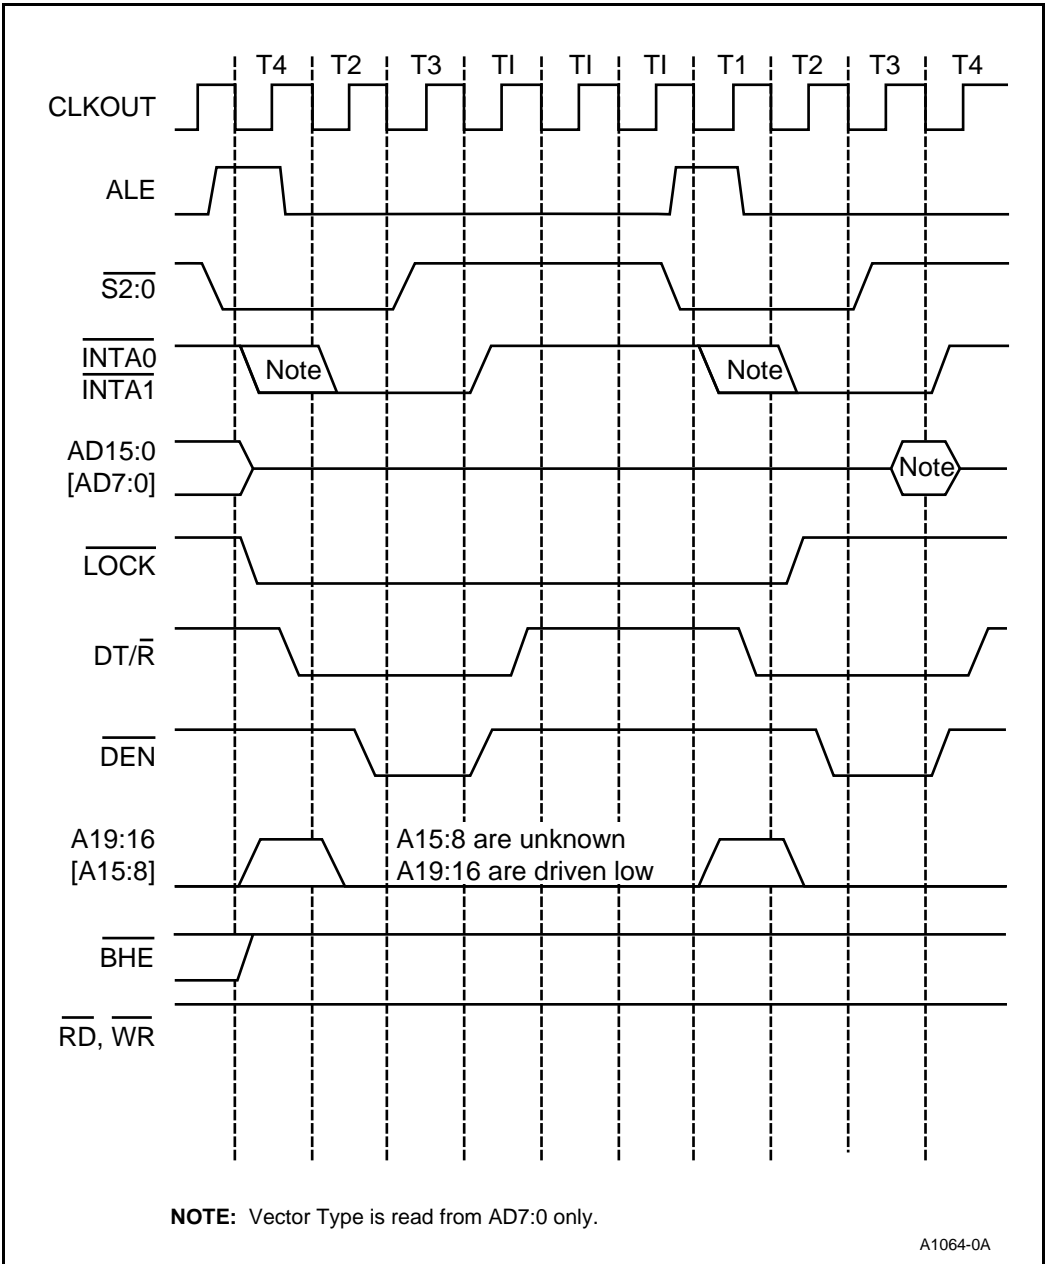 T4 T2 T3 TI TI TI T1 T2 T3 T4
CLKOUT
ALE
S2:0
INTA0
INTA1
Note
Note
AD15:0
[AD7:0]
Note
LOCK
DT/R
DEN
A19:16
[A15:8]
A15:8 are unknown
A19:16 are driven low
BHE
RD, WR
NOTE: Vector Type is read from AD7:0 only.
A1064-0A